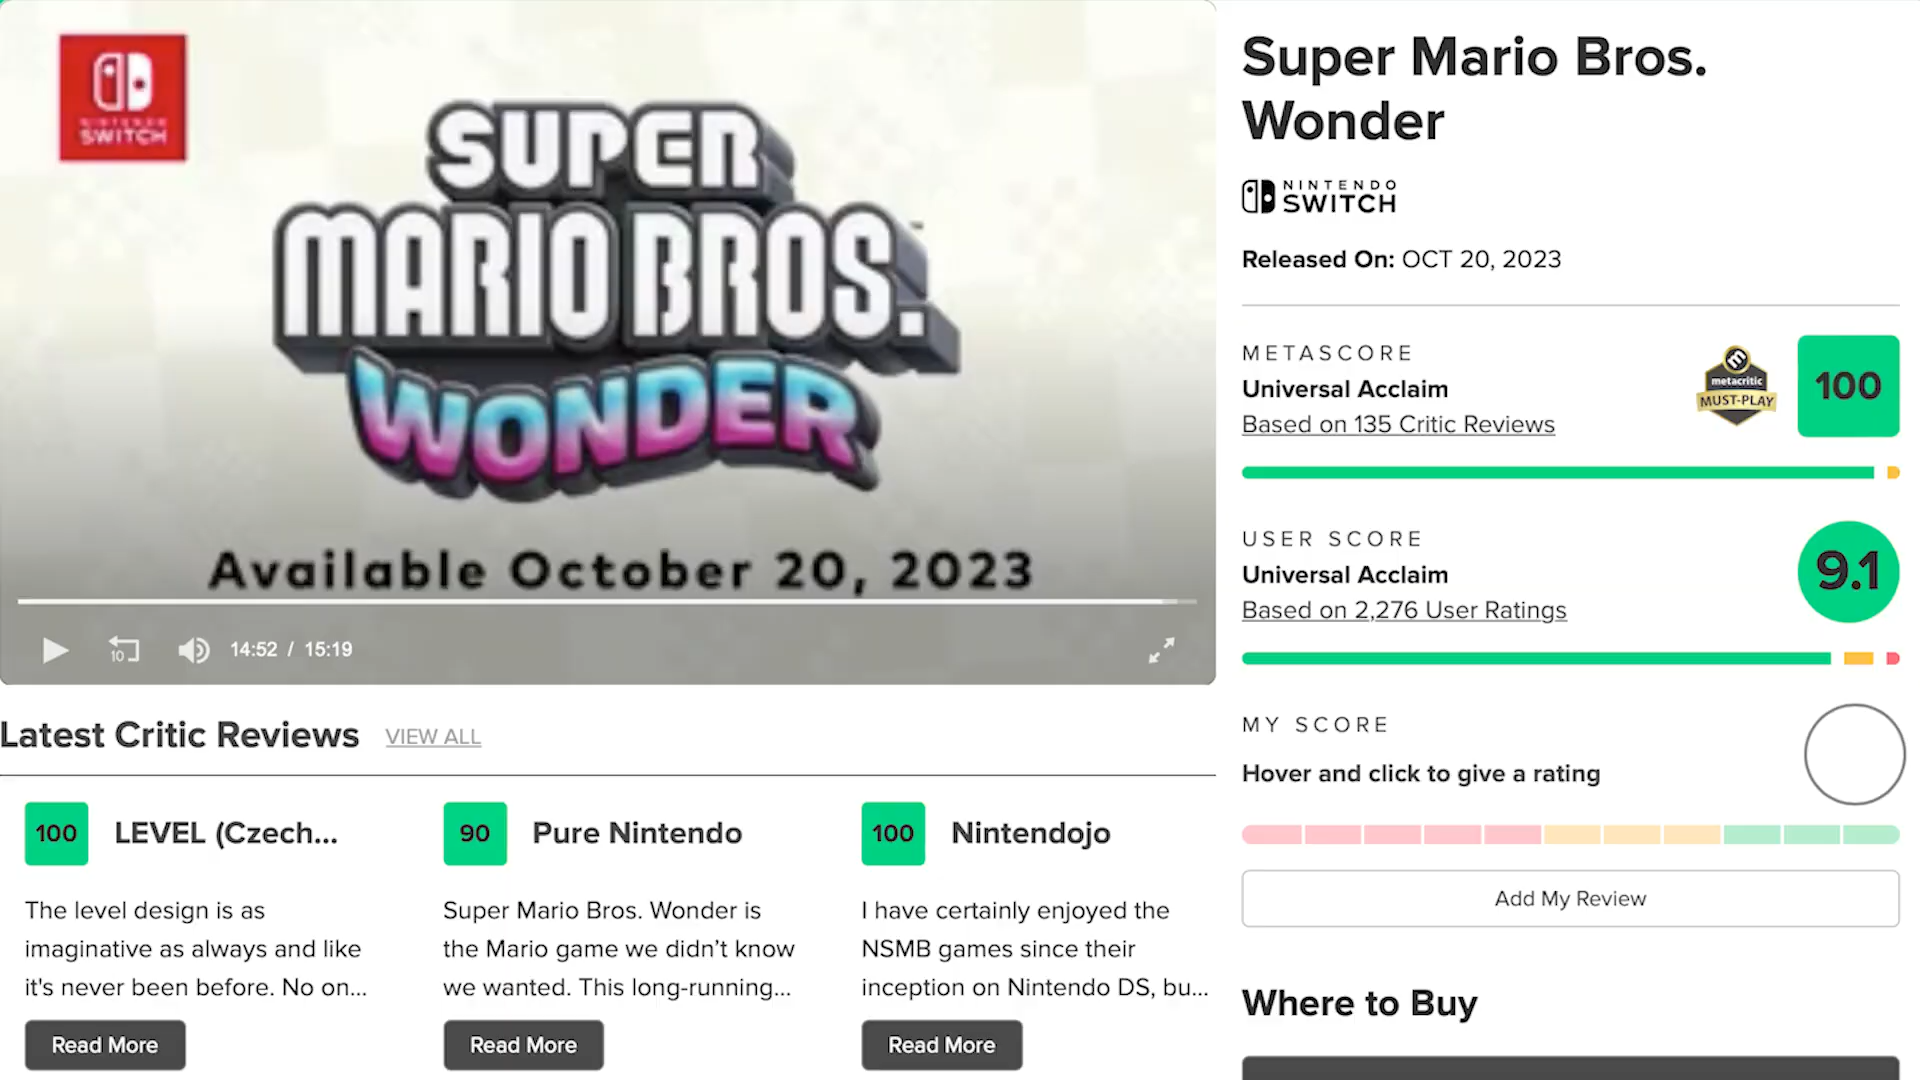 NINTENDO
SWITCH
SUPER
MARIO BROS.
WONDER
Available October 20, 2023
10
14:52 / 15:19
Super Mario Bros.
Wonder
NINTENDO
SWITCH
Released On: OCT 20, 2023
METASCORE
Universal Acclaim
Based on 135 Critic Reviews
m
metacritic
MUST-PLAY
100
USER SCORE
Universal Acclaim
Based on 2,276 User Ratings
9.1
MY SCORE
Hover and click to give a rating
Add My Review
Where to Buy
Latest Critic Reviews VIEW ALL
100 LEVEL (Czech...
The level design is as
imaginative as always and like
it's never been before. No on...
Read More
90 Pure Nintendo
Super Mario Bros. Wonder is
the Mario game we didn’t know
we wanted. This long-running...
Read More
100 Nintendojo
I have certainly enjoyed the
NSMB games since their
inception on Nintendo DS, bu...
Read More